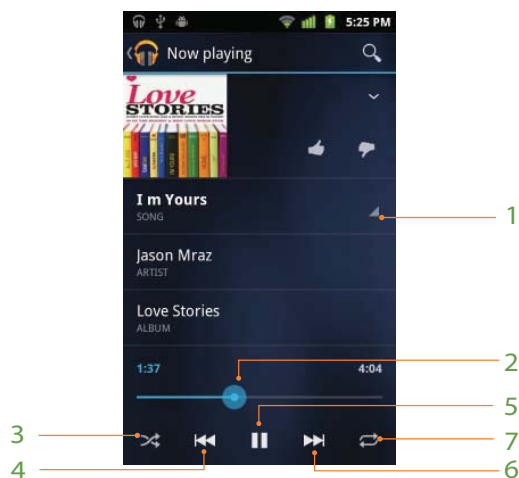 5:25 PM
Now playing
Love
STORIES
I m Yours
SONG
1
Jason Mraz
ARTIST
Love Stories
ALBUM
1:37
4:04
2
5
3
7
4
6